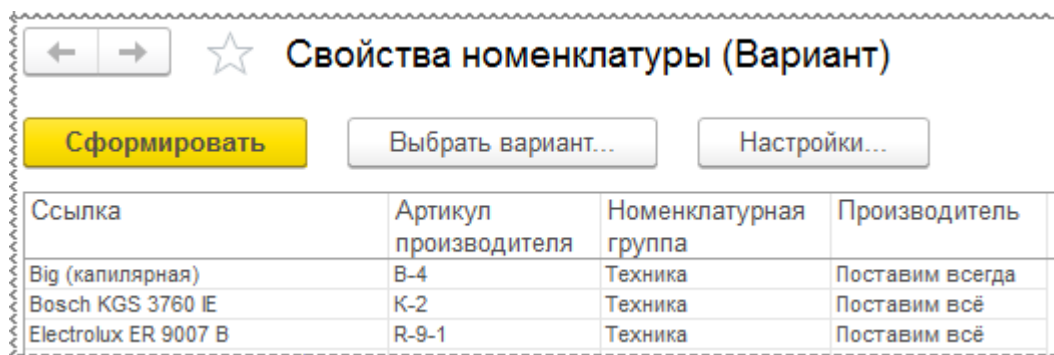 Свойства номенклатуры (Вариант)
Сформировать Выбрать вариант... Настройки...
Ссылка Артикул производителя Номенклатурная группа Производитель
Big (капилярная) B-4 Техника Поставим всегда
Bosch KGS 3760 IE K-2 Техника Поставим всё
Electrolux ER 9007 B R-9-1 Техника Поставим всё